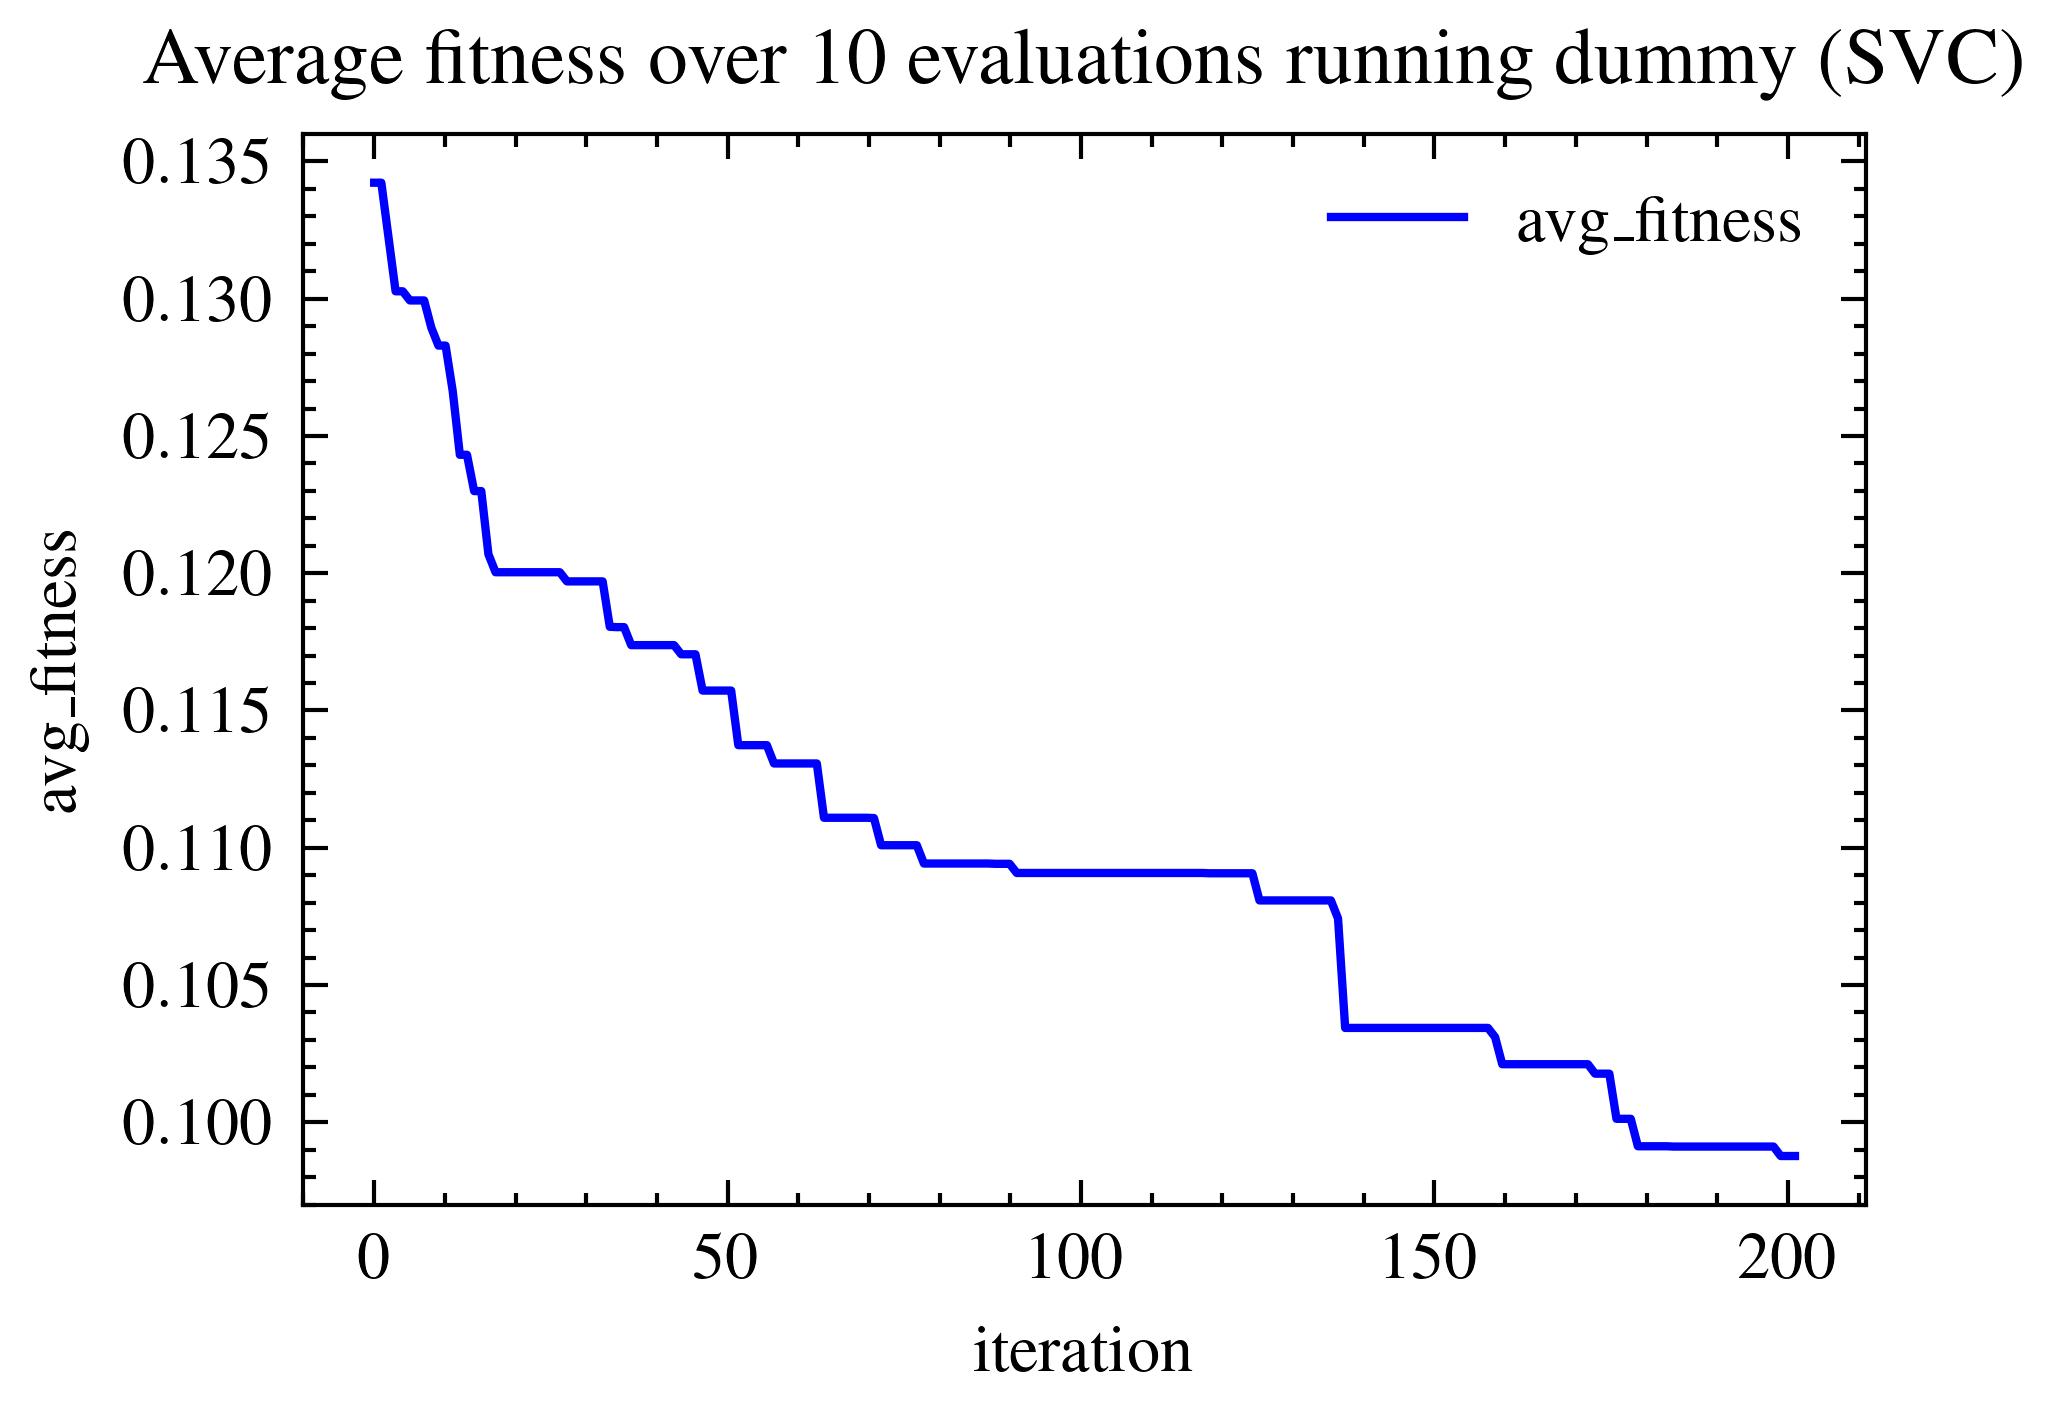 Average fitness over 10 evaluations running dummy (SVC)
avg_fitness
0.135
0.130
0.125
0.120
0.115
0.110
0.105
0.100
avg_fitness
0 50 100 150 200
iteration